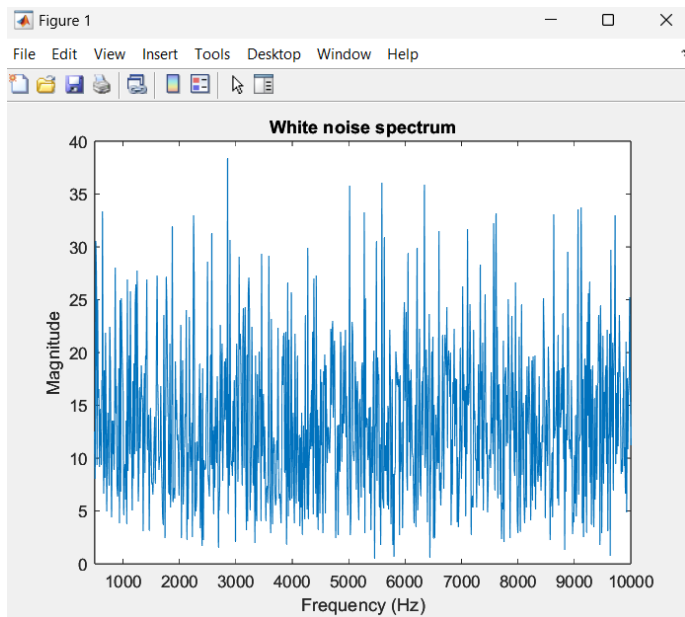 Figure 1
File Edit View Insert Tools Desktop Window Help
White noise spectrum
40
35
30
25
20
15
10
5
0
Magnitude
1000 2000 3000 4000 5000 6000 7000 8000 9000 10000
Frequency (Hz)